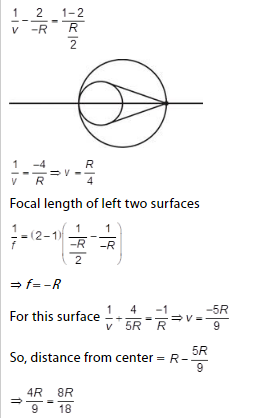 1/v − 2/−R = (1−2)/(R/2)
1/v = −4/R ⇒ v = R/4
Focal length of left two surfaces
1/f = (2−1)(1/(−R/2) − 1/−R)
⇒ f= −R
For this surface 1/v + 4/5R = −1/R ⇒ v = −5R/9
So, distance from center = R − 5R/9
⇒ 4R/9 = 8R/18